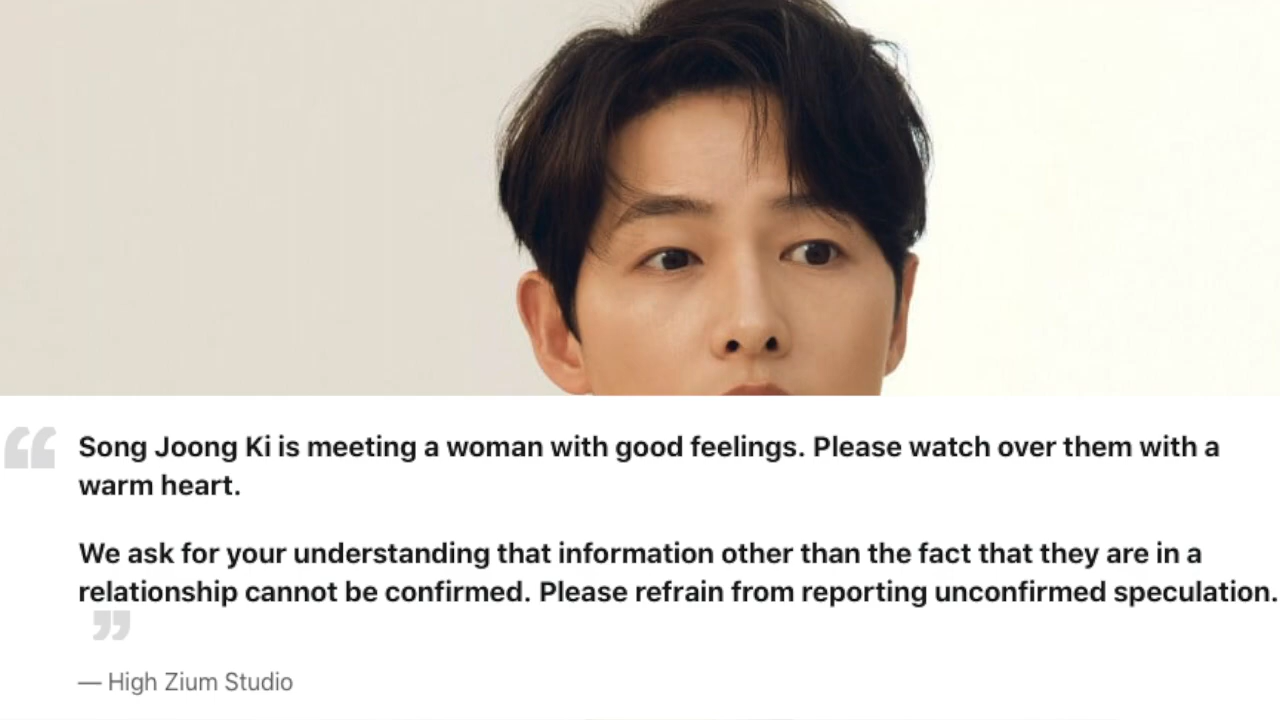 “
Song Joong Ki is meeting a woman with good feelings. Please watch over them with a
warm heart.
We ask for your understanding that information other than the fact that they are in a
relationship cannot be confirmed. Please refrain from reporting unconfirmed speculation.
”
— High Zium Studio